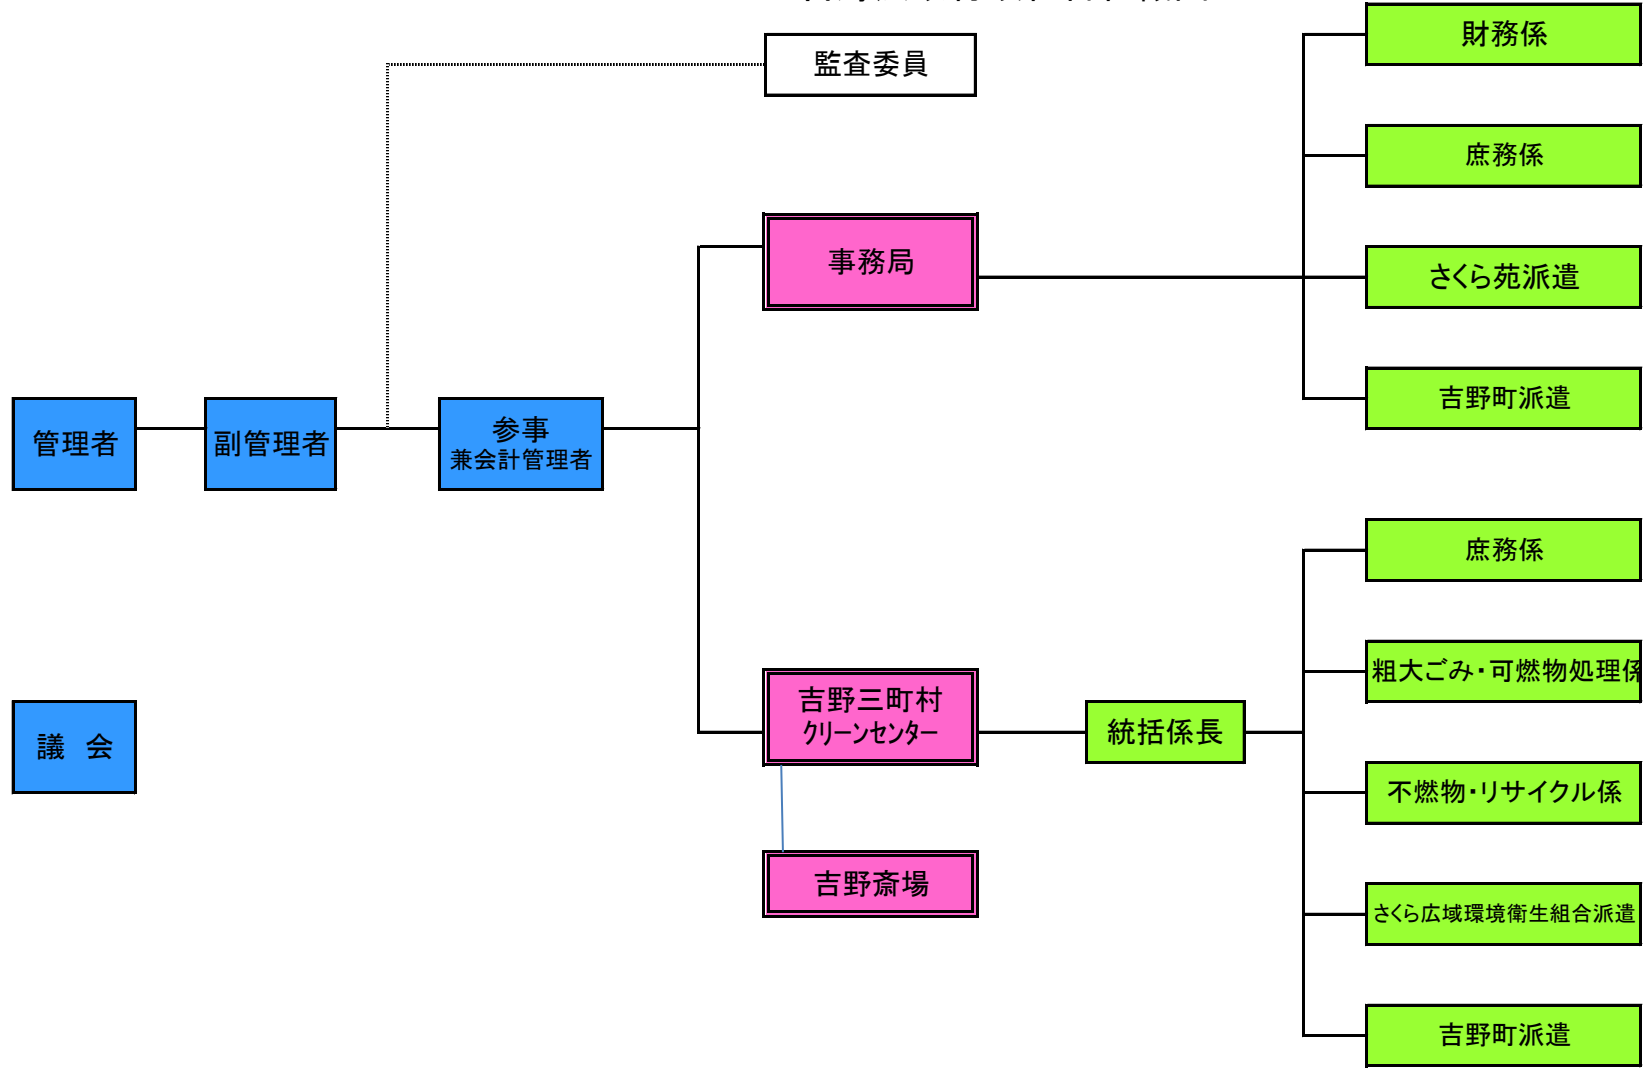 監査委員
財務係
庶務係
事務局
さくら苑派遣
吉野町派遣
管理者
副管理者
参事
兼会計管理者
庶務係
粗大ごみ・可燃物処理係
議　会
吉野三町村
クリーンセンター
統括係長
不燃物・リサイクル係
吉野斎場
さくら広域環境衛生組合派遣
吉野町派遣